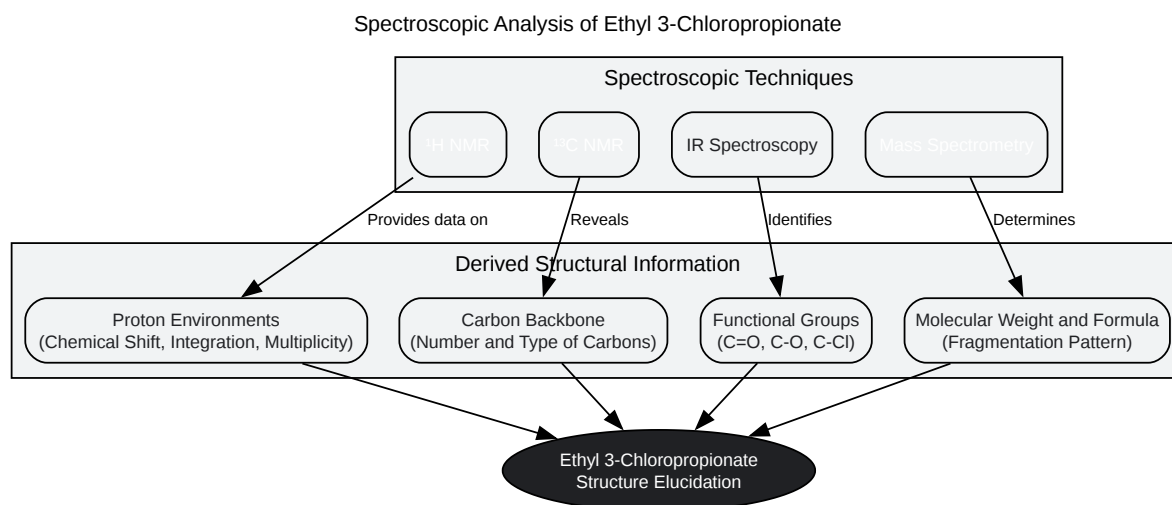 Spectroscopic Analysis of Ethyl 3-Chloropropionate
Spectroscopic Techniques
¹H NMR
¹³C NMR
IR Spectroscopy
Mass Spectrometry
Provides data on
Reveals
Identifies
Determines
Derived Structural Information
Proton Environments
(Chemical Shift, Integration, Multiplicity)
Carbon Backbone
(Number and Type of Carbons)
Functional Groups
(C=O, C-O, C-Cl)
Molecular Weight and Formula
(Fragmentation Pattern)
Ethyl 3-Chloropropionate
Structure Elucidation